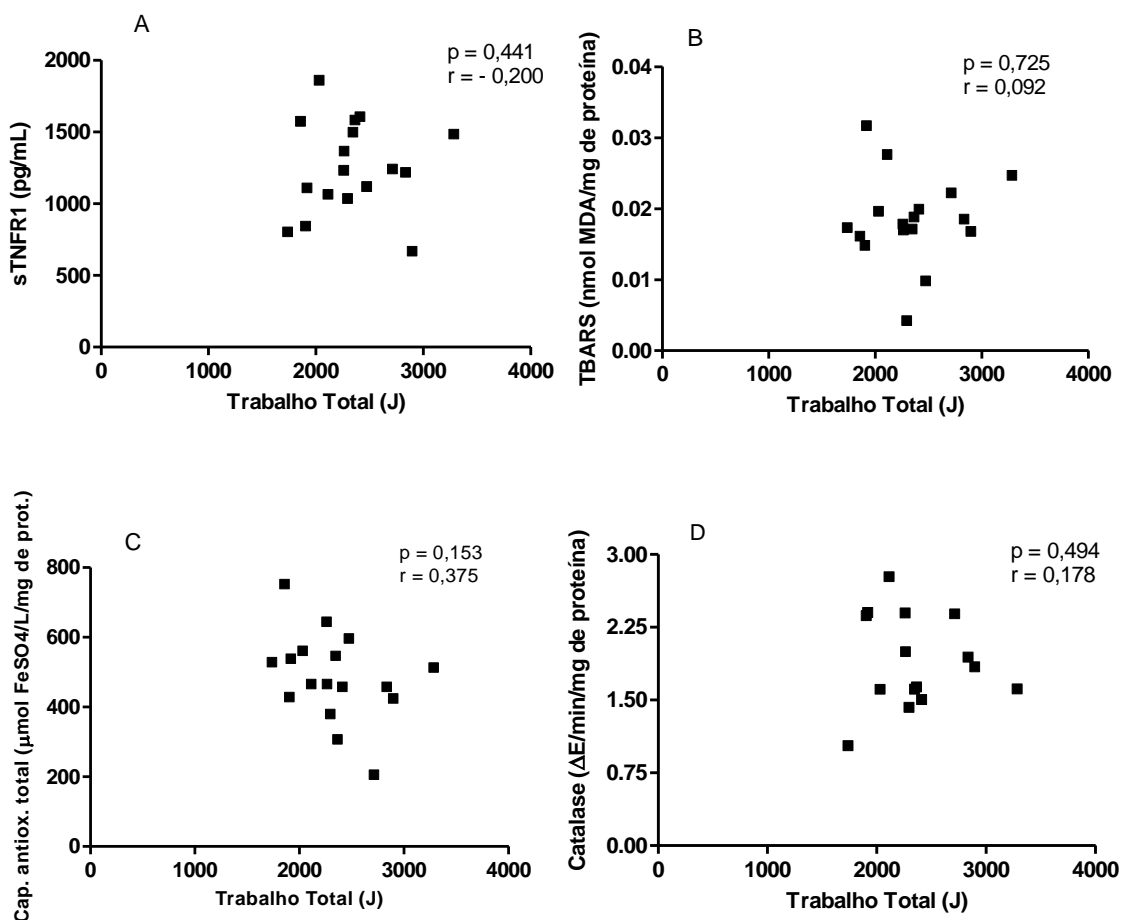 A
p = 0,441
r = - 0,200
sTNFR1 (pg/mL)
2000
1500
1000
500
0
0 1000 2000 3000 4000
Trabalho Total (J)
B
p = 0,725
r = 0,092
TBARS (nmol MDA/mg de proteína)
0.04
0.03
0.02
0.01
0.00
0 1000 2000 3000 4000
Trabalho Total (J)
C
p = 0,153
r = 0,375
Cap. antiox. total (μmol FeSO4/L/mg de prot.)
800
600
400
200
0
0 1000 2000 3000 4000
Trabalho Total (J)
D
p = 0,494
r = 0,178
Catalase (ΔE/min/mg de proteína)
3.00
2.25
1.50
0.75
0.00
0 1000 2000 3000 4000
Trabalho Total (J)